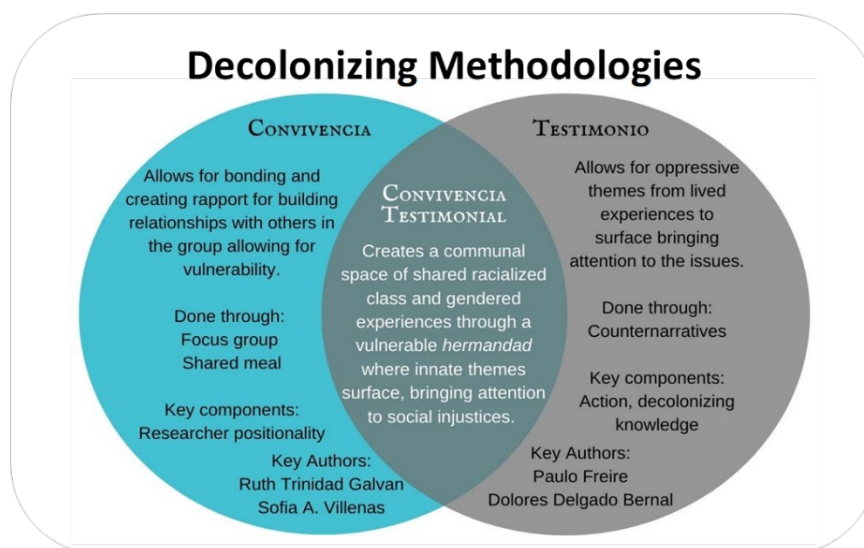 Decolonizing Methodologies
CONVIVENCIA
Allows for bonding and
creating rapport for building
relationships with others in
the group allowing for
vulnerability.
Done through:
Focus group
Shared meal
Key components:
Researcher positionality
Key Authors:
Ruth Trinidad Galvan
Sofia A. Villenas
CONVIVENCIA
TESTIMONIAL
Creates a communal
space of shared racialized
class and gendered
experiences through a
vulnerable hermandad
where innate themes
surface, bringing attention
to social injustices.
TESTIMONIO
Allows for oppressive
themes from lived
experiences to
surface bringing
attention to the issues.
Done through:
Counternarratives
Key components:
Action, decolonizing
knowledge
Key Authors:
Paulo Freire
Dolores Delgado Bernal